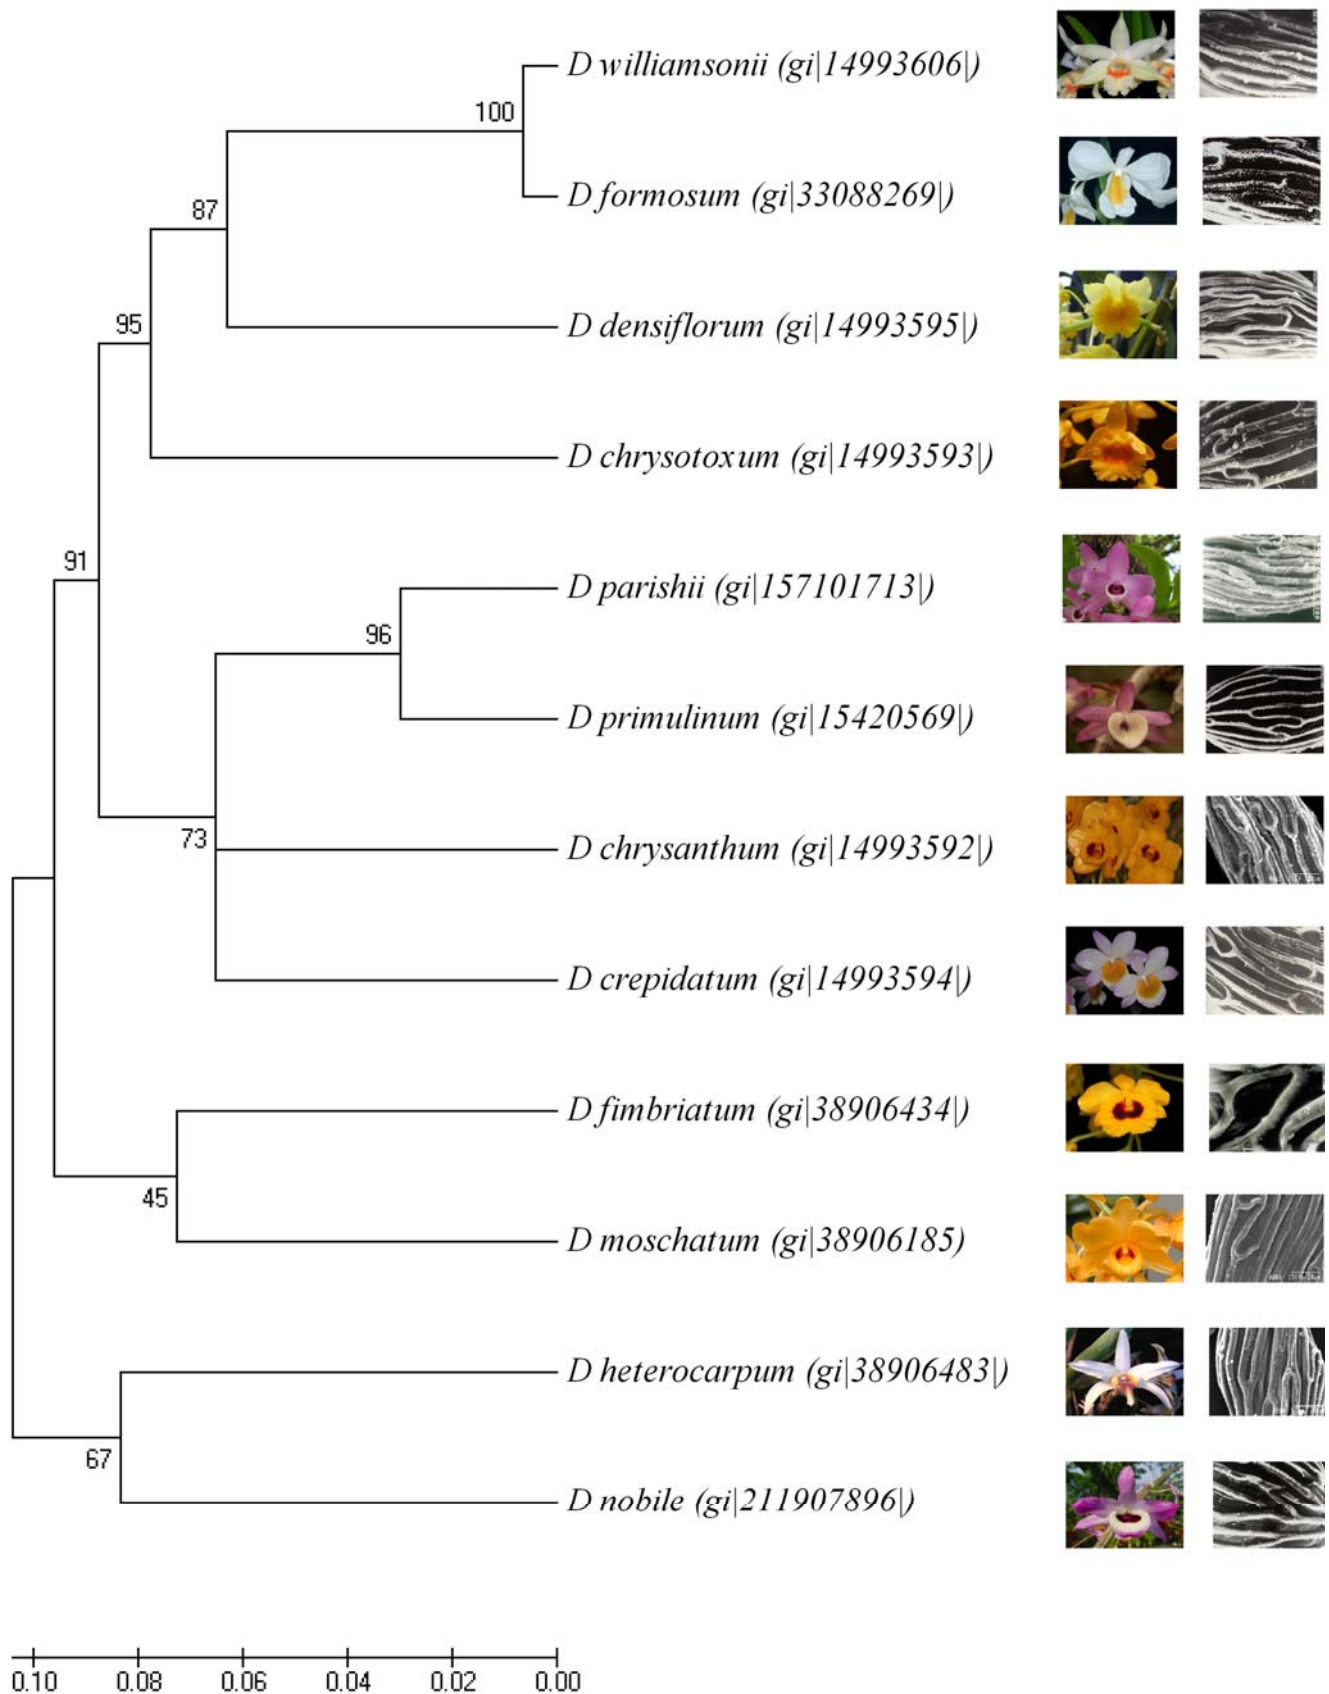 D williamsonii (gi|14993606|)
100
D formosum (gi|33088269|)
87
D densiflorum (gi|14993595|)
95
D chrysotoxum (gi|14993593|)
91
D parishii (gi|157101713|)
96
D primulinum (gi|15420569|)
73
D chrysanthum (gi|14993592|)
D crepidatum (gi|14993594|)
D fimbriatum (gi|38906434|)
45
D moschatum (gi|38906185)
D heterocarpum (gi|38906483|)
67
D nobile (gi|211907896|)
0.10 0.08 0.06 0.04 0.02 0.00